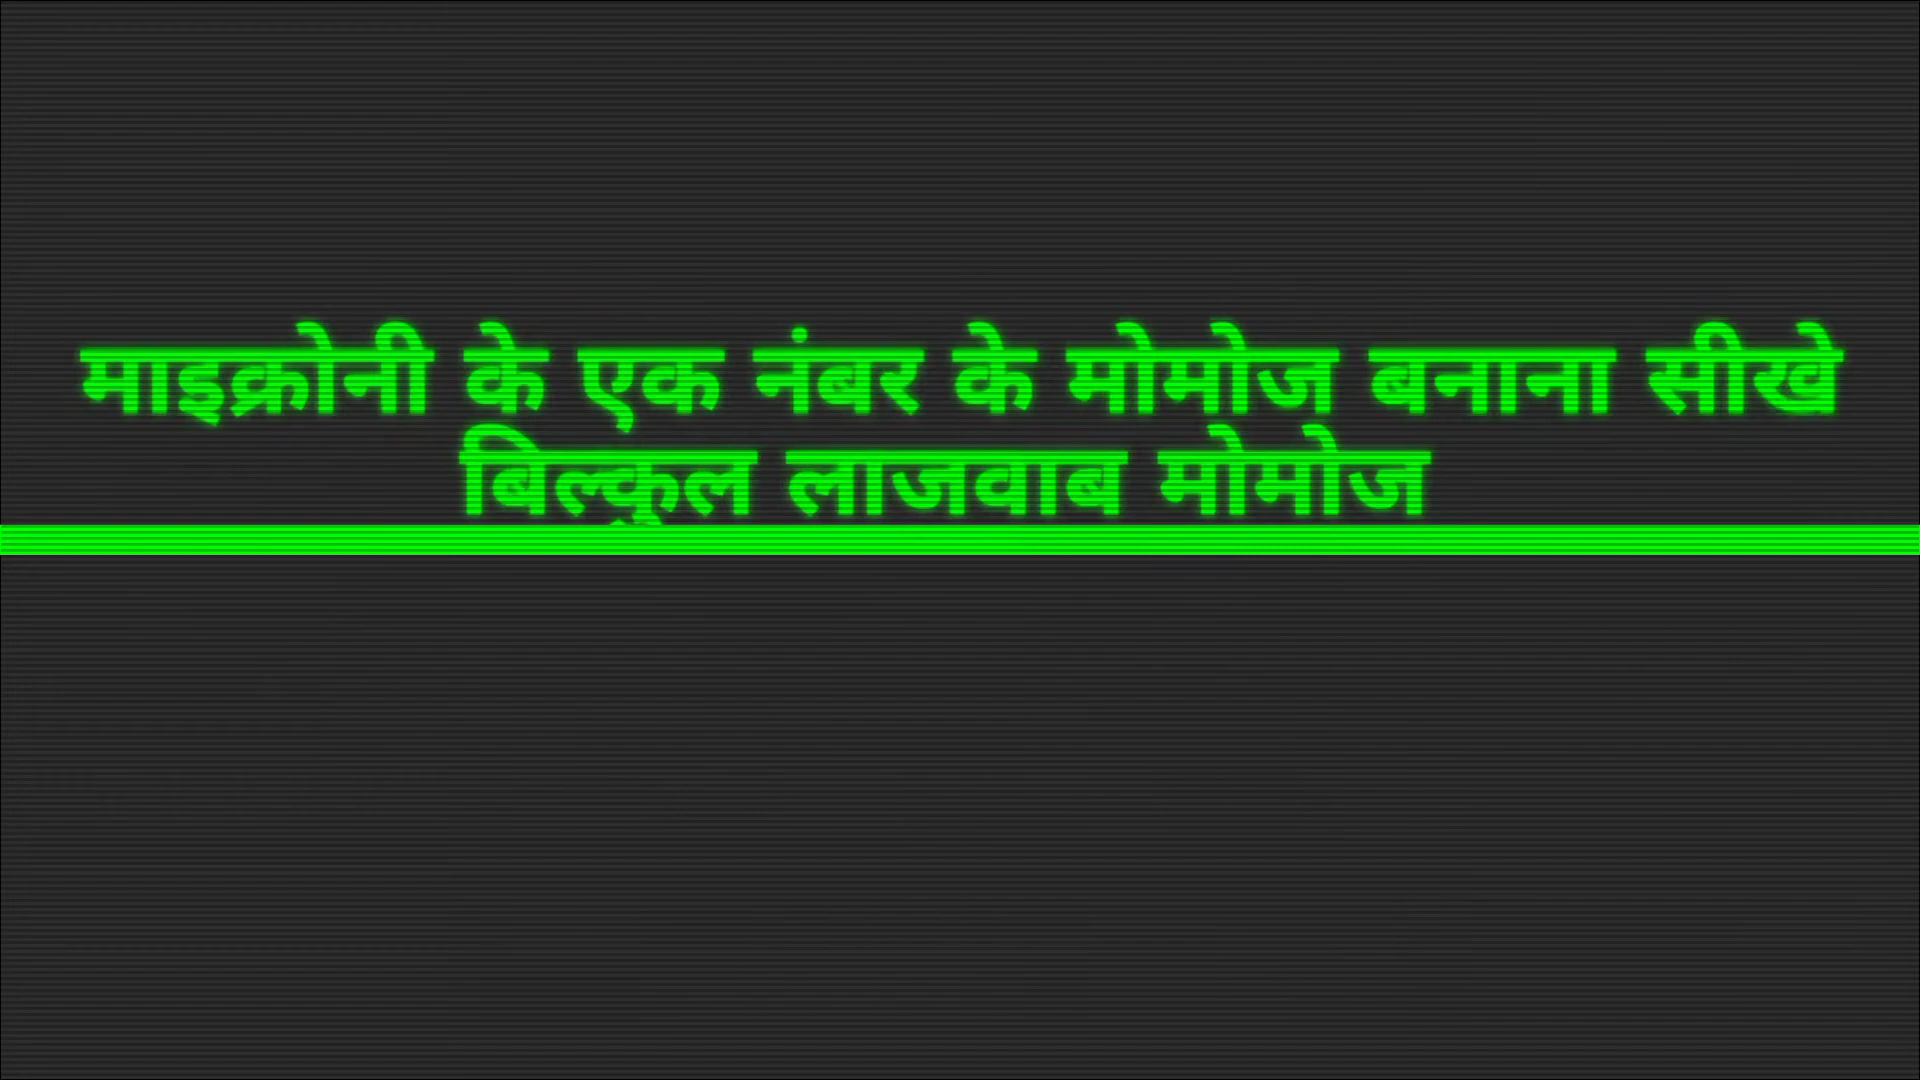 माइक्रोनी के एक नंबर के मोमोज बनाना सीखे
बिल्कुल लाजवाब मोमोज